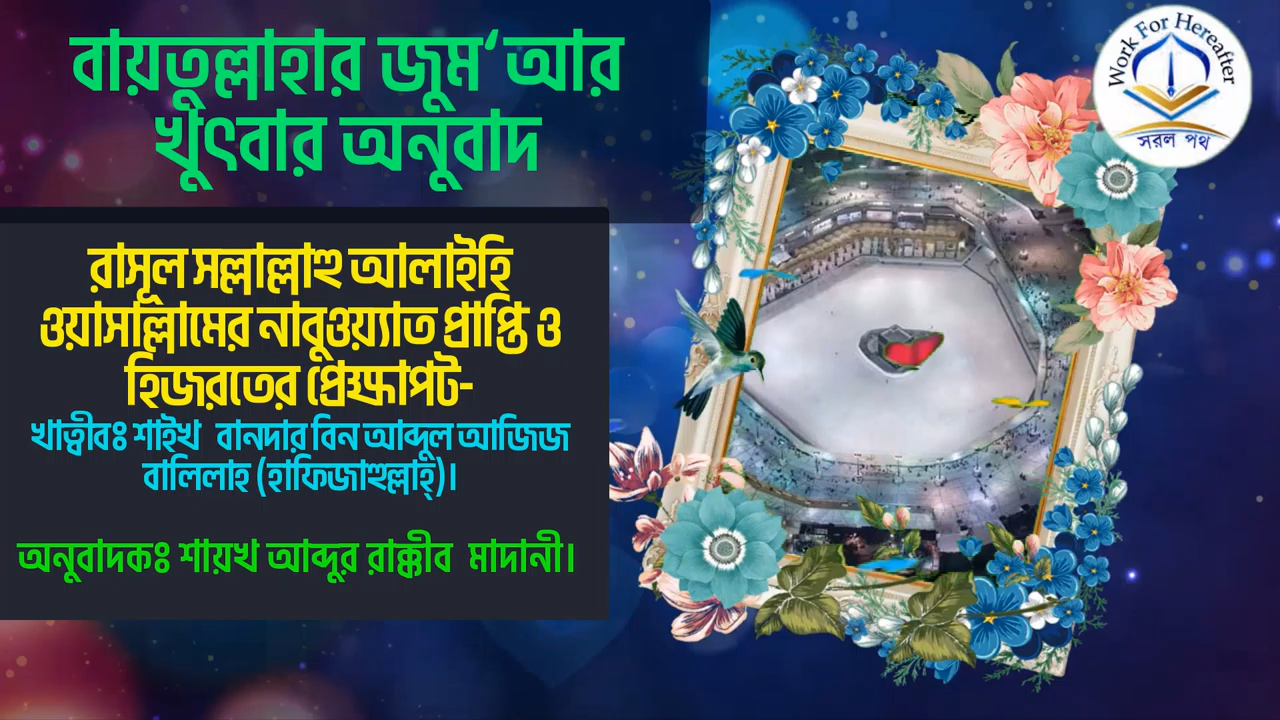 বায়তুল্লাহার জুম‘আর
খুৎবার অনুবাদ
রাসূল সল্লাল্লাহু আলাইহি
ওয়াসাল্লিামের নাবুওয়্যাত প্রাপ্তি ও
হিজরতের প্রেক্ষাপট-
খাত্বীবঃ শাইখ বানদার বিন আব্দুল আজিজ
বালিলাহ (হাফিজাহুল্লাহ্)।
অনুবাদকঃ শায়খ আব্দুর রাক্কীব মাদানী।
Work For Hereafter
সরল পথ